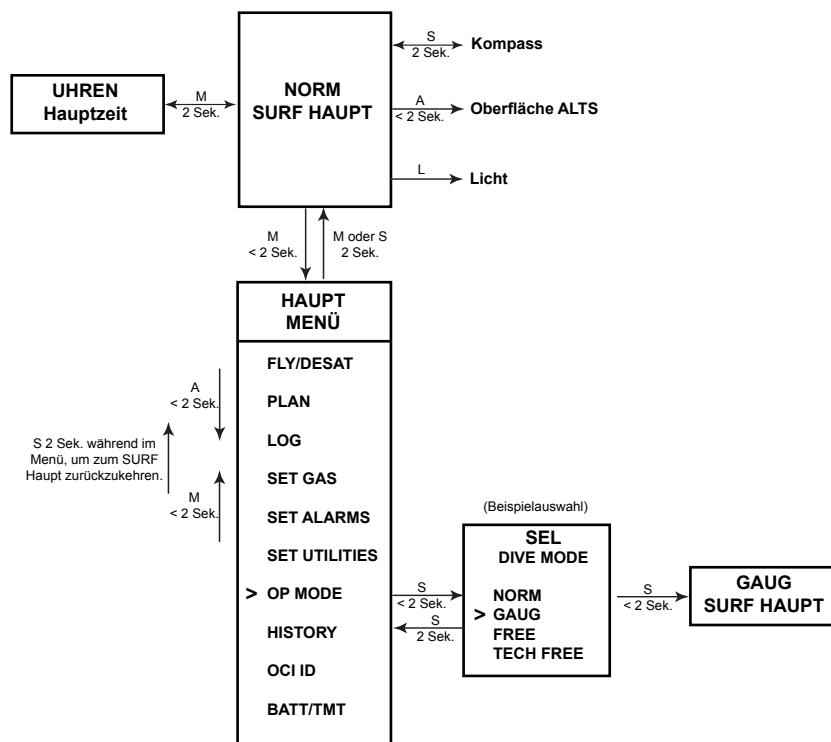 UHREN
Hauptzeit
M
2 Sek.
NORM
SURF HAUPT
S
2 Sek.
Kompass
A
< 2 Sek.
Oberfläche ALTS
L
Licht
M
< 2 Sek.
M oder S
2 Sek.
HAUPT
MENÜ
FLY/DESAT
PLAN
LOG
SET GAS
SET ALARMS
SET UTILITIES
> OP MODE
HISTORY
OCI ID
BATT/TMT
A
< 2 Sek.
S 2 Sek. während im
Menü, um zum SURF
Haupt zurückzukehren.
M
< 2 Sek.
S
< 2 Sek.
S
2 Sek.
(Beispielauswahl)
SEL
DIVE MODE
NORM
> GAUG
FREE
TECH FREE
S
< 2 Sek.
GAUG
SURF HAUPT